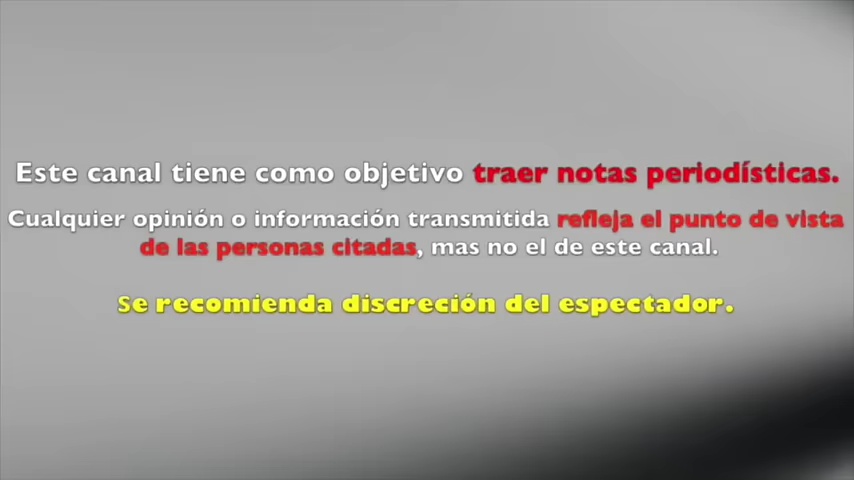 Este canal tiene como objetivo traer notas periodísticas.
Cualquier opinión o información transmitida refleja el punto de vista
de las personas citadas, mas no el de este canal.
Se recomienda discreción del espectador.